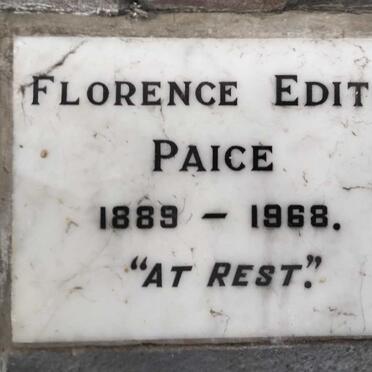 FLORENCE EDIT
PAICE
1889 – 1968.
"AT REST".